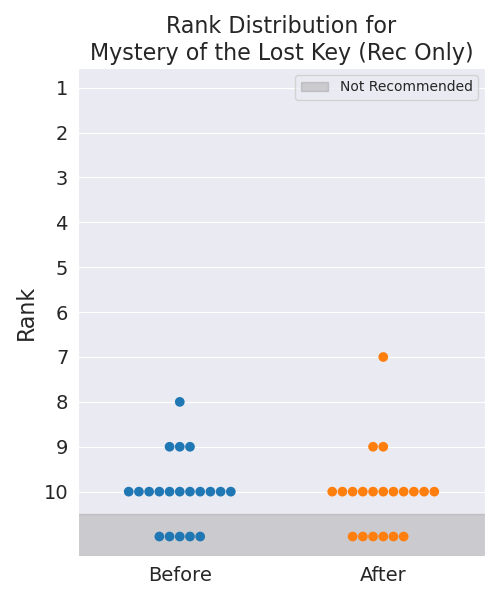 Rank Distribution for
Mystery of the Lost Key (Rec Only)
Not Recommended
1
2
3
4
5
6
7
8
9
10
Rank
Before
After